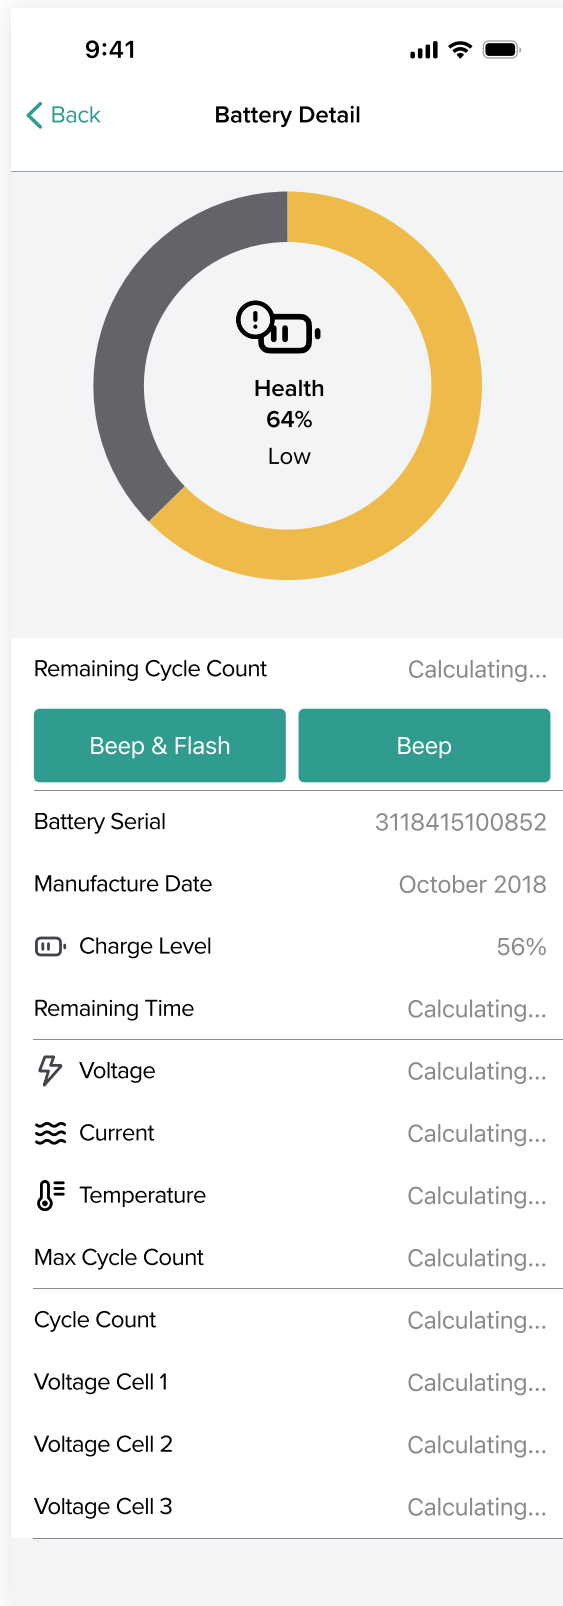 9:41
Back Battery Detail
Health
64%
Low
Remaining Cycle Count Calculating...
Beep & Flash Beep
Battery Serial 3118415100852
Manufacture Date October 2018
Charge Level 56%
Remaining Time Calculating...
Voltage Calculating...
Current Calculating...
Temperature Calculating...
Max Cycle Count Calculating...
Cycle Count Calculating...
Voltage Cell 1 Calculating...
Voltage Cell 2 Calculating...
Voltage Cell 3 Calculating...